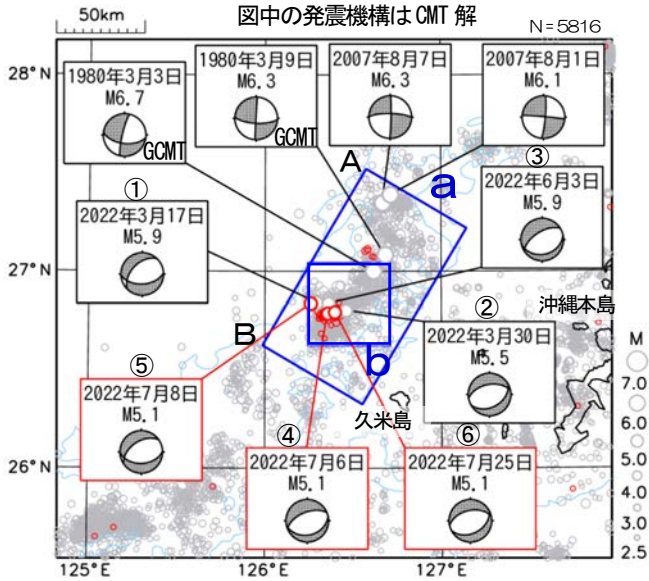 50km
図中の発震機構は CMT 解
N=5816
28°N
27°N
26°N
125°E
126°E
127°E
1980年3月3日
M6.7
GCMT
1980年3月9日
M6.3
GCMT
2007年8月7日
M6.3
2007年8月1日
M6.1
A
a
③
2022年6月3日
M5.9
①
2022年3月17日
M5.9
沖縄本島
B
b
②
2022年3月30日
M5.5
久米島
⑤
2022年7月8日
M5.1
④
2022年7月6日
M5.1
⑥
2022年7月25日
M5.1
M
7.0
6.0
5.0
4.0
3.0
2.5